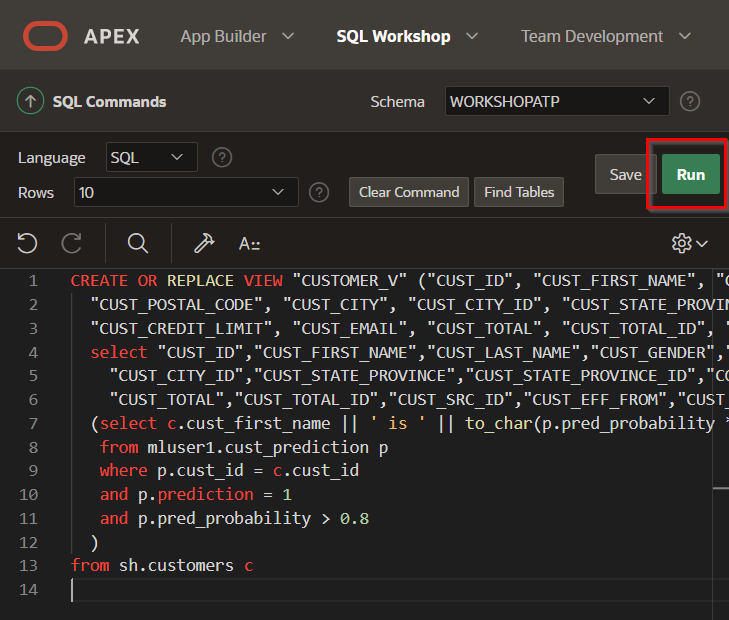 APEX App Builder SQL Workshop Team Development
SQL Commands Schema WORKSHOPATP ?
Language SQL ? Save Run
Rows 10 ? Clear Command Find Tables
A::
1 CREATE OR REPLACE VIEW "CUSTOMER_V" ("CUST_ID", "CUST_FIRST_NAME", "C
2 "CUST_POSTAL_CODE", "CUST_CITY", "CUST_CITY_ID", "CUST_STATE_PROVIN
3 "CUST_CREDIT_LIMIT", "CUST_EMAIL", "CUST_TOTAL", "CUST_TOTAL_ID", "
4 select "CUST_ID","CUST_FIRST_NAME","CUST_LAST_NAME","CUST_GENDER","
5 "CUST_CITY_ID","CUST_STATE_PROVINCE","CUST_STATE_PROVINCE_ID","CO
6 "CUST_TOTAL","CUST_TOTAL_ID","CUST_SRC_ID","CUST_EFF_FROM","CUST_
7 (select c.cust_first_name || ' is ' || to_char(p.pred_probability *
8 from mluser1.cust_prediction p
9 where p.cust_id = c.cust_id
10 and p.prediction = 1
11 and p.pred_probability > 0.8
12 )
13 from sh.customers c
14